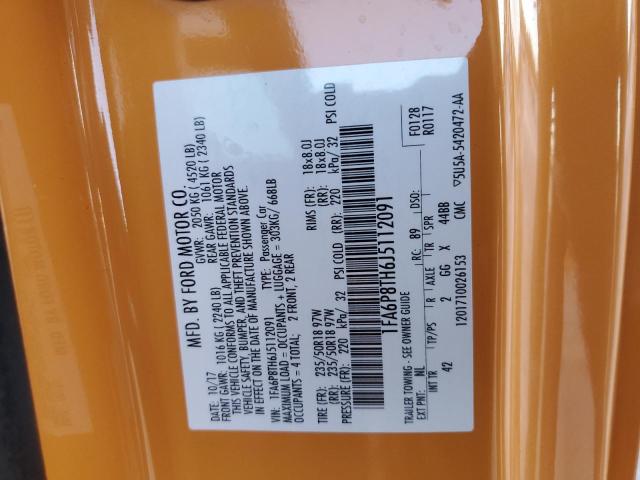 MFD. BY FORD MOTOR CO.
DATE: 10/17 GVWR: 2050 KG ( 4520 LB)
FRONT GAWR: 1016 KG (2240 LB) REAR GAWR: 1061 KG ( 2340 LB)
THIS VEHICLE CONFORMS TO ALL APPLICABLE FEDERAL MOTOR
VEHICLE SAFETY, BUMPER, AND THEFT PREVENTION STANDARDS
IN EFFECT ON THE DATE OF MANUFACTURE SHOWN ABOVE.
VIN: 1FA6P8TH6J5112091 TYPE: Passenger Car
MAXIMUM LOAD = OCCUPANTS + LUGGAGE = 303KG/ 668LB
OCCUPANTS = 4 TOTAL: 2 FRONT, 2 REAR
TIRE (FR): 235/50R18 97W RIMS (FR): 18x8.0J
(RR): 235/50R18 97W (RR): 18x8.0J
PRESSURE (FR): 220 kPa/ 32 PSI COLD (RR): 220 kPa/ 32 PSI COLD
1FA6P8TH6J5112091
TRAILER TOWING - SEE OWNER GUIDE F0128
EXT PNT: NL RC: 89 DSO: R0117
INT TR TP/PS R AXLE TR SPR
42 2 GG X 44BB
1201710026153 CMC ▽5U5A-5420472-AA